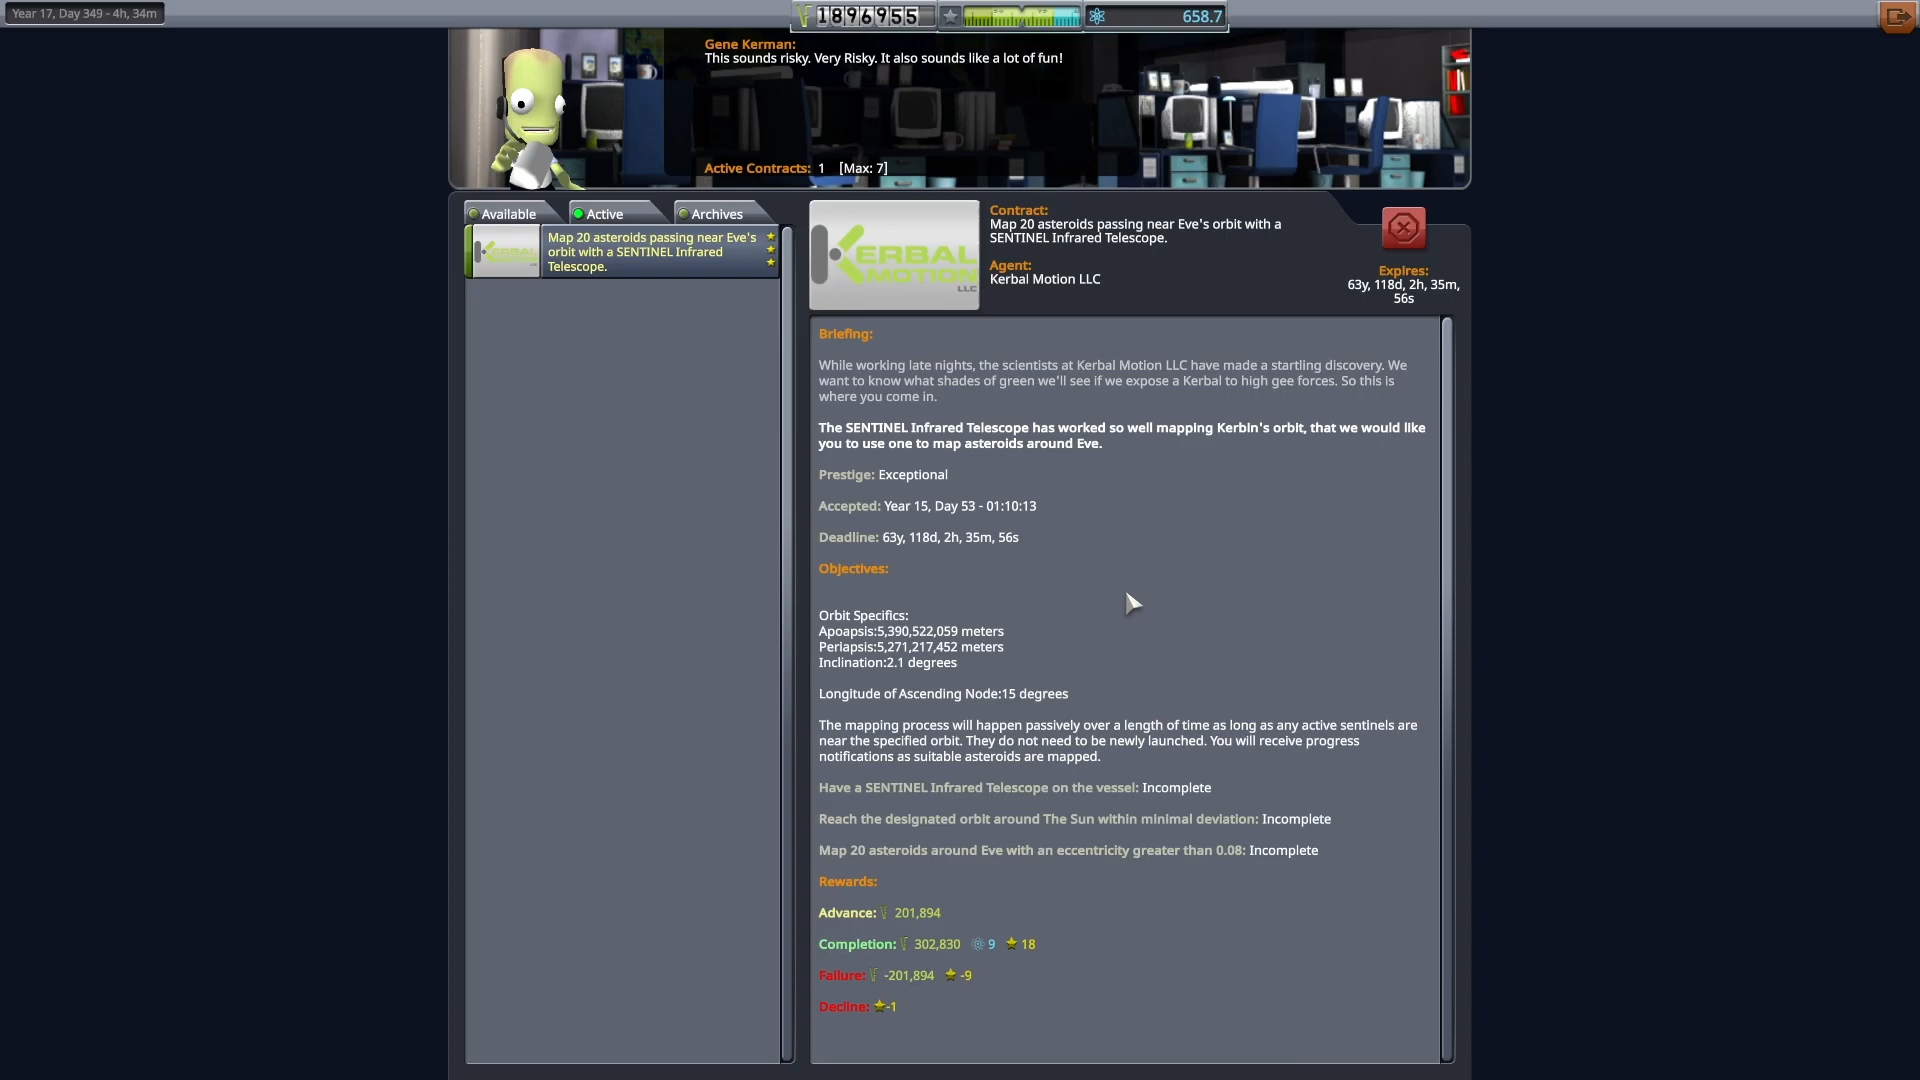 Year 17, Day 349 - 4h, 34m
1896955
658.7
Gene Kerman:
This sounds risky. Very Risky. It also sounds like a lot of fun!
Active Contracts: 1 [Max: 7]
Available
Active
Archives
Map 20 asteroids passing near Eve's
orbit with a SENTINEL Infrared
Telescope.
KERBAL
MOTION
LLC
Contract:
Map 20 asteroids passing near Eve's orbit with a
SENTINEL Infrared Telescope.
Agent:
Kerbal Motion LLC
Expires:
63y, 118d, 2h, 35m,
56s
Briefing:
While working late nights, the scientists at Kerbal Motion LLC have made a startling discovery. We
want to know what shades of green we'll see if we expose a Kerbal to high gee forces. So this is
where you come in.
The SENTINEL Infrared Telescope has worked so well mapping Kerbin's orbit, that we would like
you to use one to map asteroids around Eve.
Prestige: Exceptional
Accepted: Year 15, Day 53 - 01:10:13
Deadline: 63y, 118d, 2h, 35m, 56s
Objectives:
Orbit Specifics:
Apoapsis:5,390,522,059 meters
Periapsis:5,271,217,452 meters
Inclination:2.1 degrees
Longitude of Ascending Node:15 degrees
The mapping process will happen passively over a length of time as long as any active sentinels are
near the specified orbit. They do not need to be newly launched. You will receive progress
notifications as suitable asteroids are mapped.
Have a SENTINEL Infrared Telescope on the vessel: Incomplete
Reach the designated orbit around The Sun within minimal deviation: Incomplete
Map 20 asteroids around Eve with an eccentricity greater than 0.08: Incomplete
Rewards:
Advance: 201,894
Completion: 302,830 9 18
Failure: -201,894 -9
Decline: -1